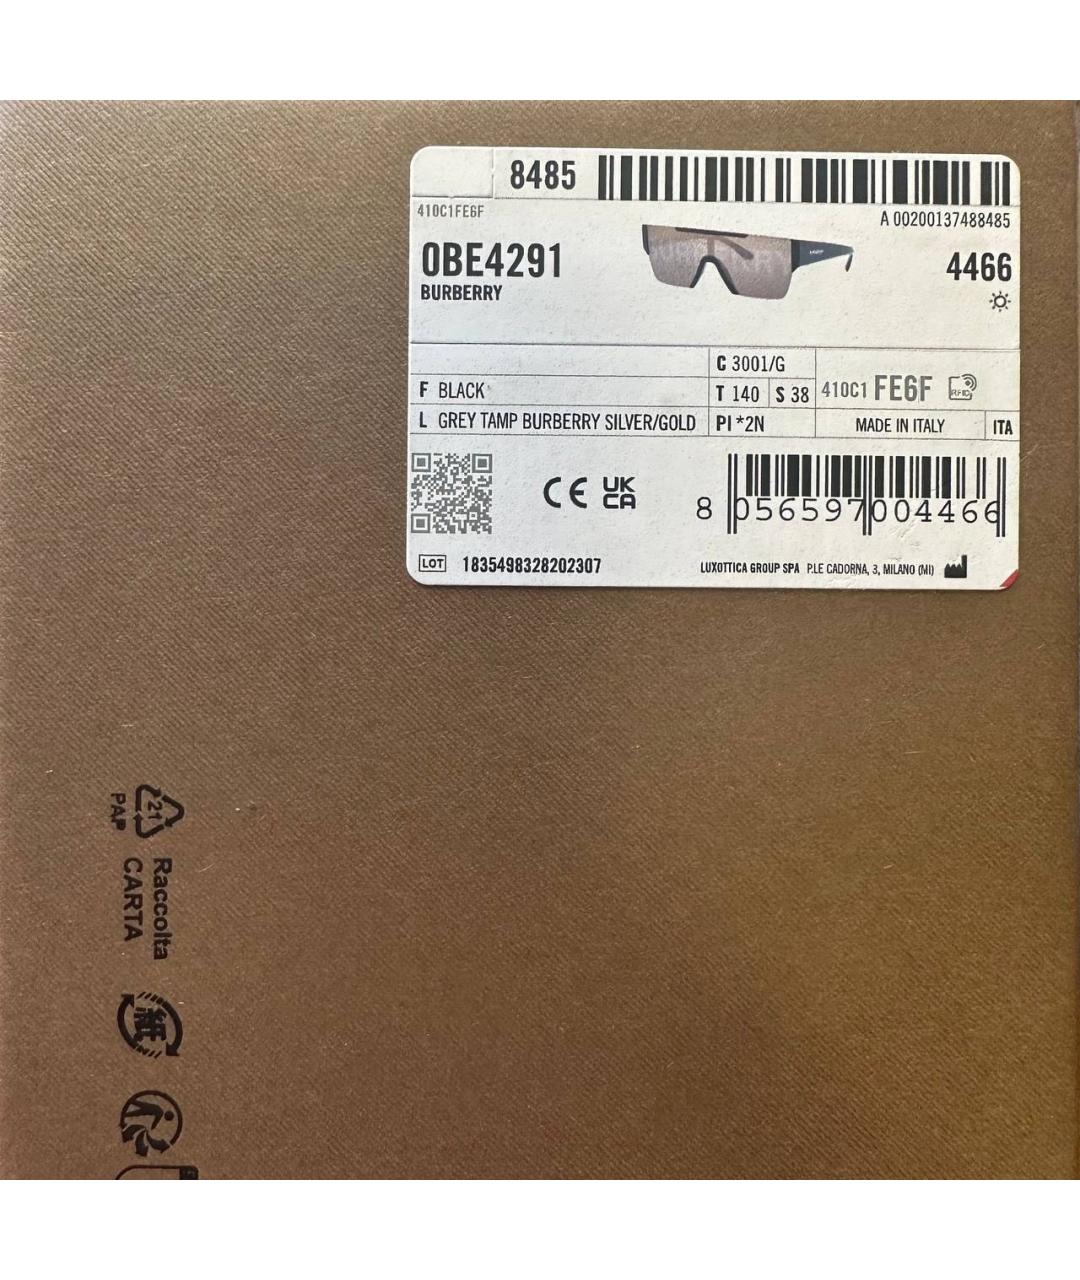 8485
410C1FE6F
A 00200137488485
0BE4291
4466
BURBERRY
C 3001/G
F BLACK
T 140 S 38
410C1 FE6F
RFID
L GREY TAMP BURBERRY SILVER/GOLD
PI *2N
MADE IN ITALY
ITA
CE UK CA
8 056597 004466
LOT 1835498328202307
LUXOTTICA GROUP SPA P.LE CADORNA, 3, MILANO (MI)
21
PAP
Raccolta
CARTA
紙